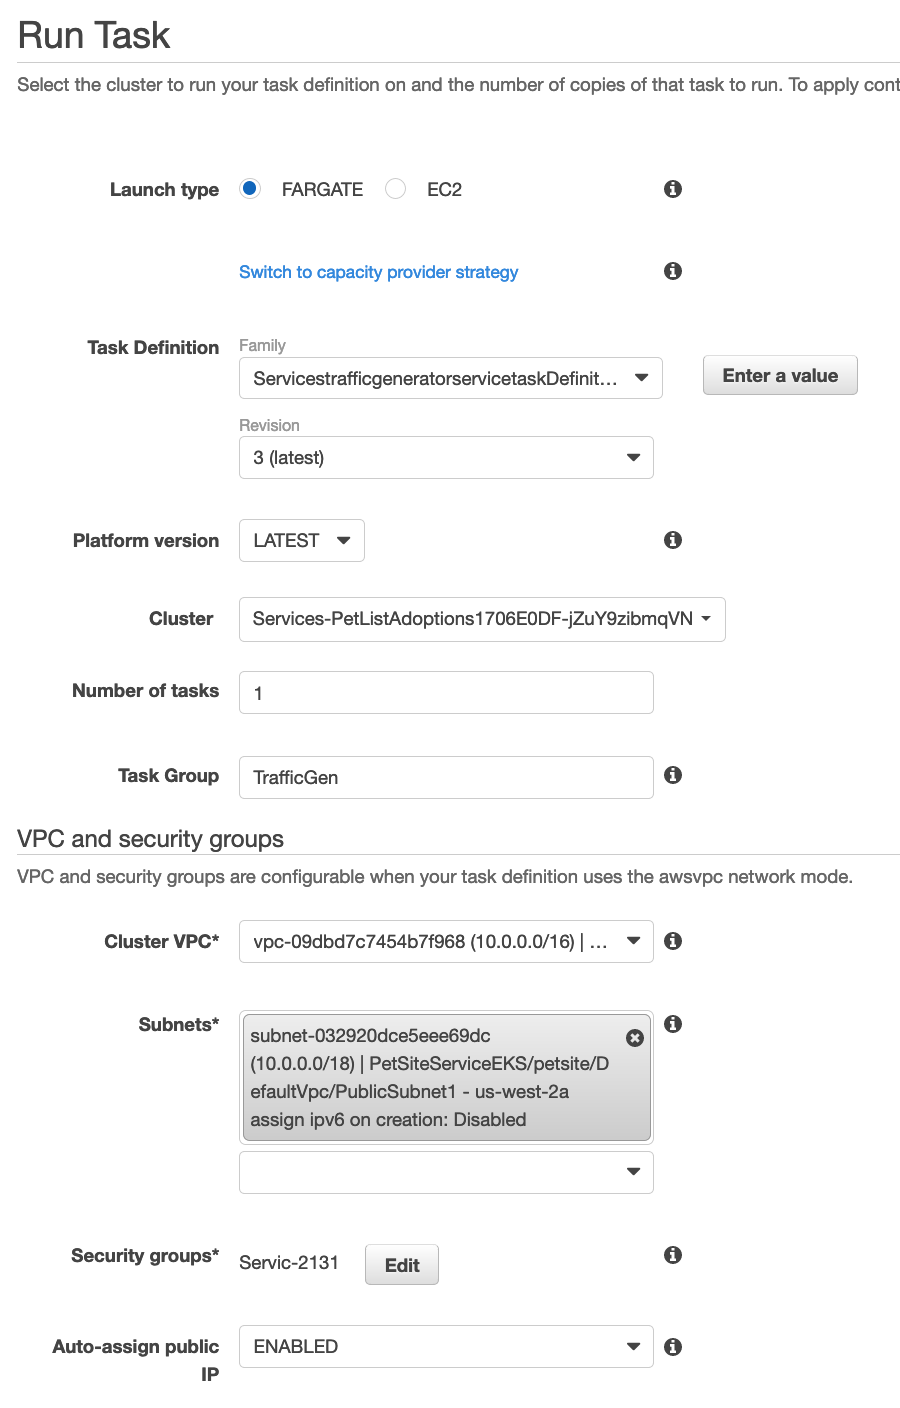 Run Task
Select the cluster to run your task definition on and the number of copies of that task to run. To apply cont
Launch type FARGATE EC2
Switch to capacity provider strategy
Task Definition Family
ServicestrafficgeneratorservicetaskDefinit... Enter a value
Revision
3 (latest)
Platform version LATEST
Cluster Services-PetListAdoptions1706E0DF-jZuY9zibmqVN
Number of tasks 1
Task Group TrafficGen
VPC and security groups
VPC and security groups are configurable when your task definition uses the awsvpc network mode.
Cluster VPC* vpc-09dbd7c7454b7f968 (10.0.0.0/16) | ...
Subnets* subnet-032920dce5eee69dc
(10.0.0.0/18) | PetSiteServiceEKS/petsite/D
efaultVpc/PublicSubnet1 - us-west-2a
assign ipv6 on creation: Disabled
Security groups* Servic-2131 Edit
Auto-assign public ENABLED
IP